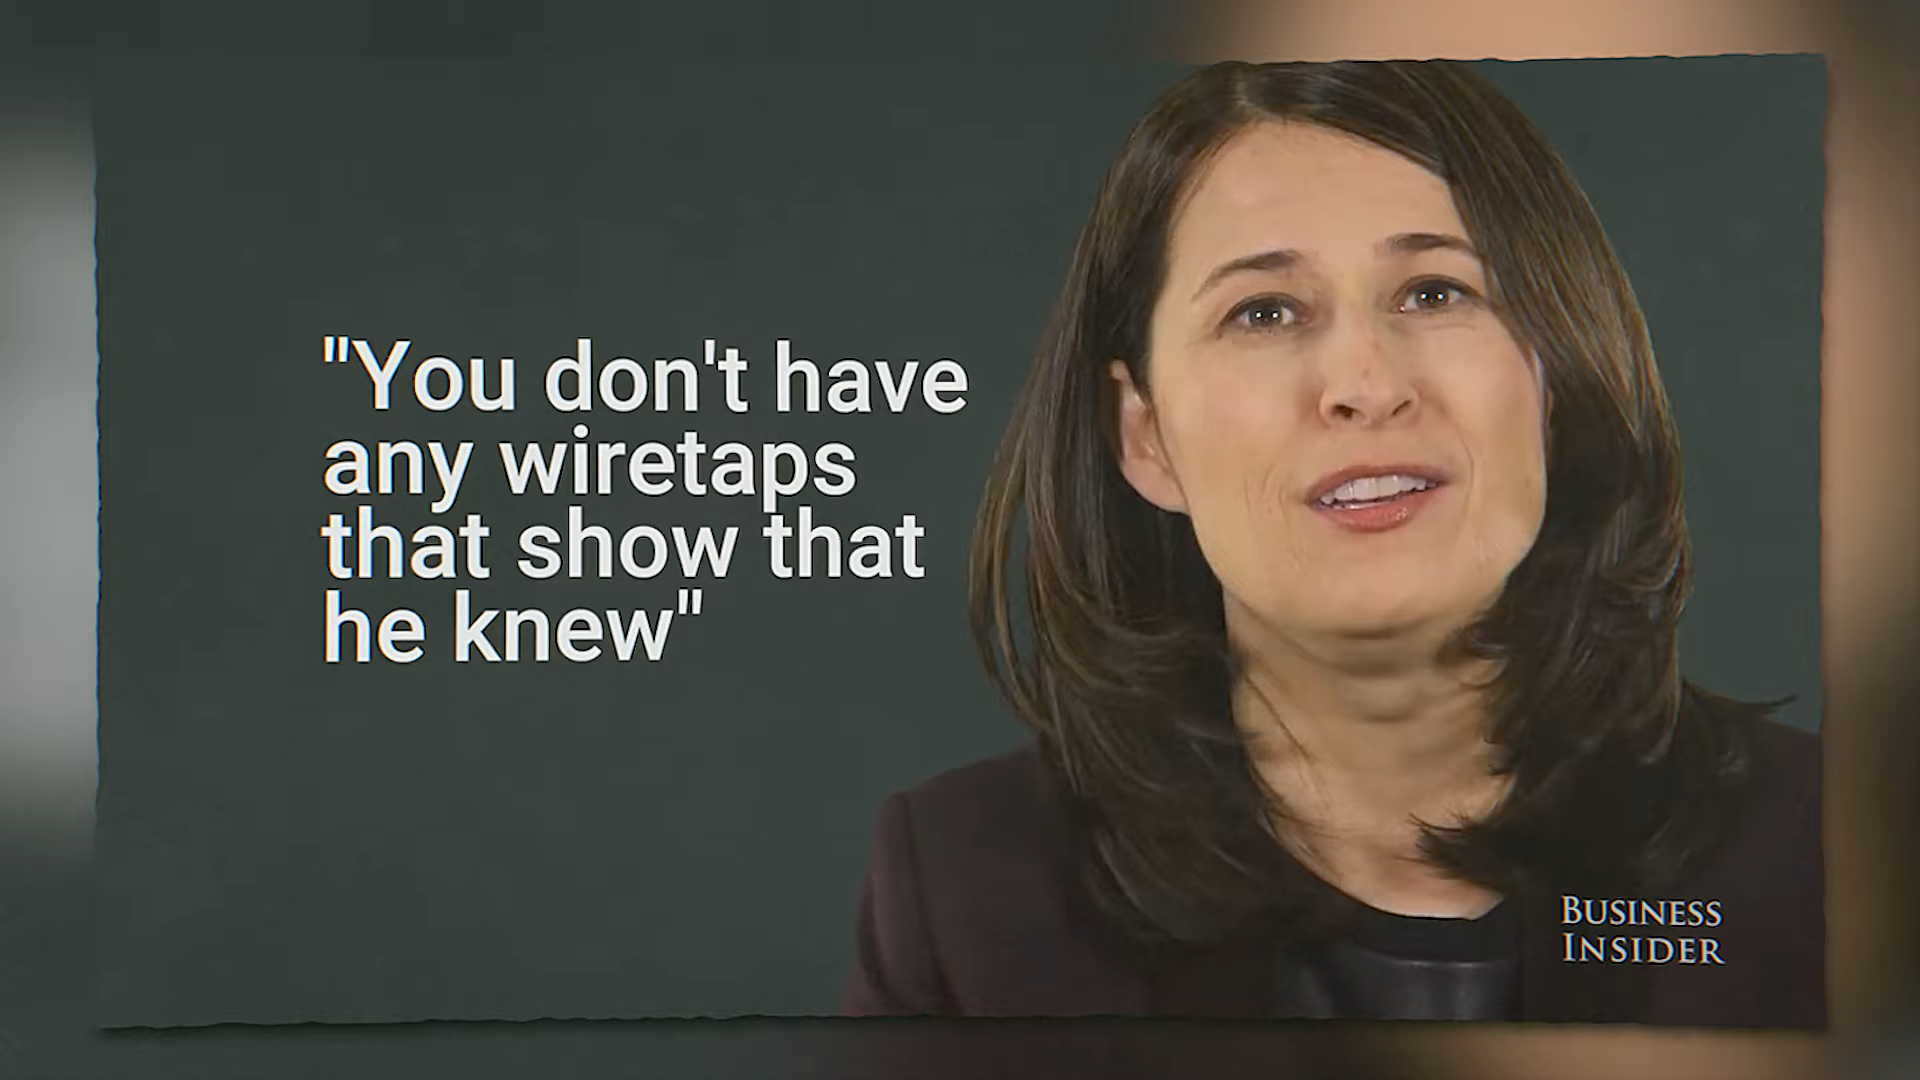 "You don't have
any wiretaps
that show that
he knew"
BUSINESS
INSIDER